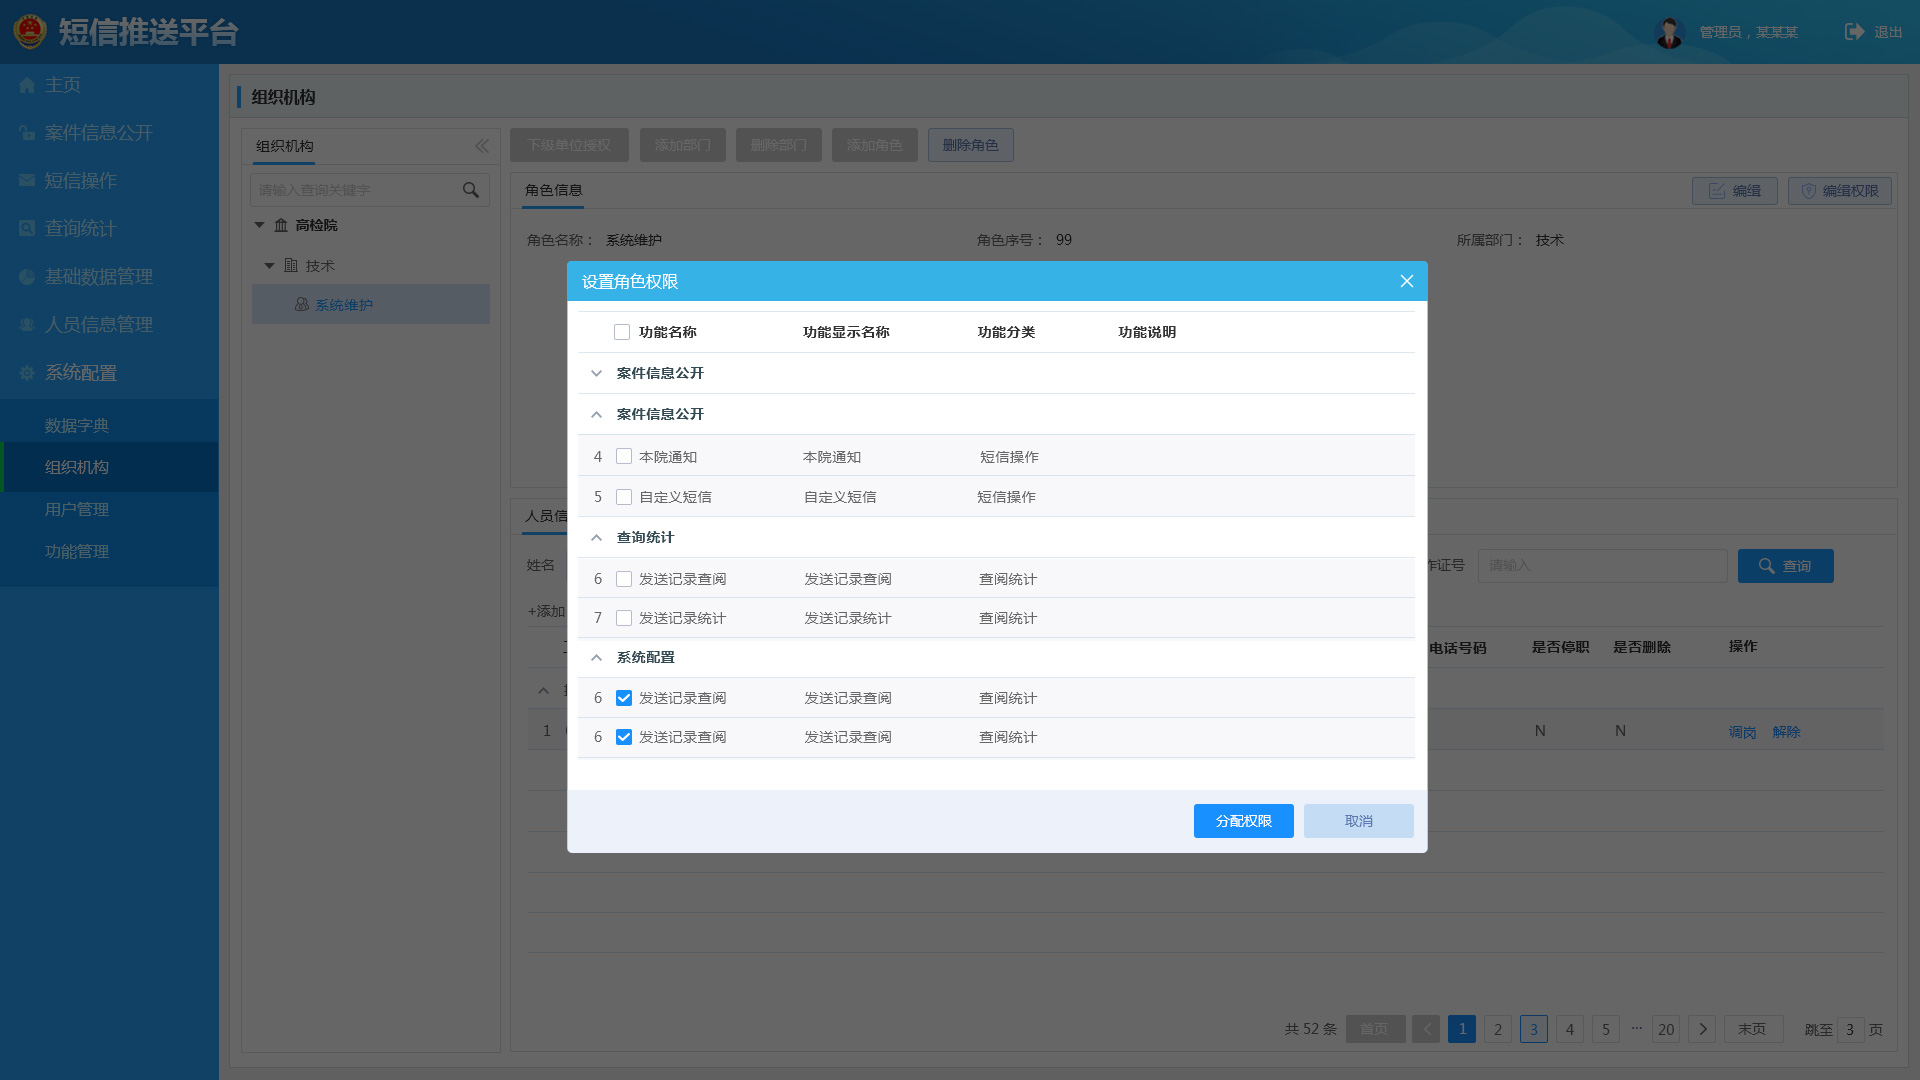 短信推送平台
管理员，某某某
退出
主页
案件信息公开
短信操作
查询统计
基础数据管理
人员信息管理
系统配置
数据字典
组织机构
用户管理
功能管理
组织机构
组织机构
请输入查询关键字
高检院
技术
系统维护
下级单位授权 添加部门 删除部门 添加角色 删除角色
角色信息
编缉 编缉权限
角色名称： 系统维护 角色序号： 99 所属部门： 技术
设置角色权限
功能名称 功能显示名称 功能分类 功能说明
案件信息公开
案件信息公开
4 本院通知 本院通知 短信操作
5 自定义短信 自定义短信 短信操作
查询统计
6 发送记录查阅 发送记录查阅 查阅统计
7 发送记录统计 发送记录统计 查阅统计
系统配置
6 发送记录查阅 发送记录查阅 查阅统计
6 发送记录查阅 发送记录查阅 查阅统计
分配权限 取消
人员信
姓名 作证号 请输入 查询
+添加
电话号码 是否停职 是否删除 操作
1 N N 调岗 解除
共 52 条 首页 < 1 2 3 4 5 ··· 20 > 末页 跳至 3 页